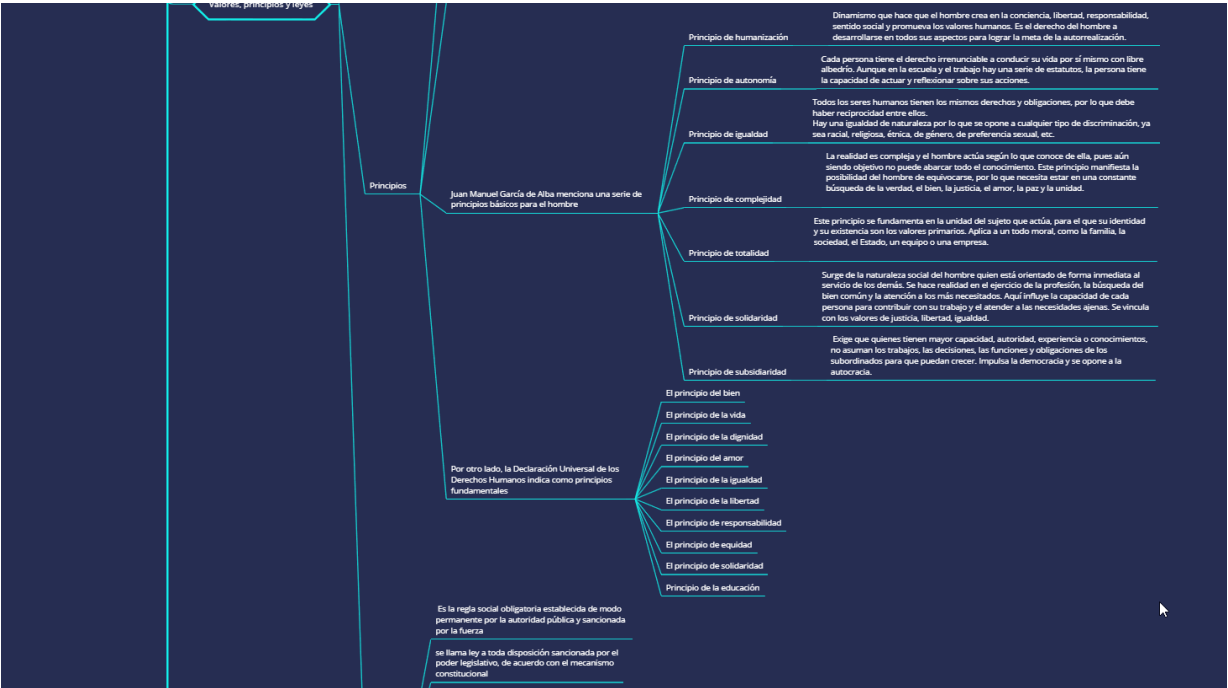 valores, principios y leyes
Principios
Juan Manuel García de Alba menciona una serie de
principios básicos para el hombre
Principio de humanización
Dinamismo que hace que el hombre crea en la conciencia, libertad, responsabilidad,
sentido social y promueva los valores humanos. Es el derecho del hombre a
desarrollarse en todos sus aspectos para lograr la meta de la autorrealización.
Principio de autonomía
Cada persona tiene el derecho irrenunciable a conducir su vida por sí mismo con libre
albedrío. Aunque en la escuela y el trabajo hay una serie de estatutos, la persona tiene
la capacidad de actuar y reflexionar sobre sus acciones.
Principio de igualdad
Todos los seres humanos tienen los mismos derechos y obligaciones, por lo que debe
haber reciprocidad entre ellos.
Hay una igualdad de naturaleza por lo que se opone a cualquier tipo de discriminación, ya
sea racial, religiosa, étnica, de género, de preferencia sexual, etc.
Principio de complejidad
La realidad es compleja y el hombre actúa según lo que conoce de ella, pues aún
siendo objetivo no puede abarcar todo el conocimiento. Este principio manifiesta la
posibilidad del hombre de equivocarse, por lo que necesita estar en una constante
búsqueda de la verdad, el bien, la justicia, el amor, la paz y la unidad.
Principio de totalidad
Este principio se fundamenta en la unidad del sujeto que actúa, para el que su identidad
y su existencia son los valores primarios. Aplica a un todo moral, como la familia, la
sociedad, el Estado, un equipo o una empresa.
Principio de solidaridad
Surge de la naturaleza social del hombre quien está orientado de forma inmediata al
servicio de los demás. Se hace realidad en el ejercicio de la profesión, la búsqueda del
bien común y la atención a los más necesitados. Aquí influye la capacidad de cada
persona para contribuir con su trabajo y el atender a las necesidades ajenas. Se vincula
con los valores de justicia, libertad, igualdad.
Principio de subsidiaridad
Exige que quienes tienen mayor capacidad, autoridad, experiencia o conocimientos,
no asuman los trabajos, las decisiones, las funciones y obligaciones de los
subordinados para que puedan crecer. Impulsa la democracia y se opone a la
autocracia.
Por otro lado, la Declaración Universal de los
Derechos Humanos indica como principios
fundamentales
El principio del bien
El principio de la vida
El principio de la dignidad
El principio del amor
El principio de la igualdad
El principio de la libertad
El principio de responsabilidad
El principio de equidad
El principio de solidaridad
Principio de la educación
Es la regla social obligatoria establecida de modo
permanente por la autoridad pública y sancionada
por la fuerza
se llama ley a toda disposición sancionada por el
poder legislativo, de acuerdo con el mecanismo
constitucional